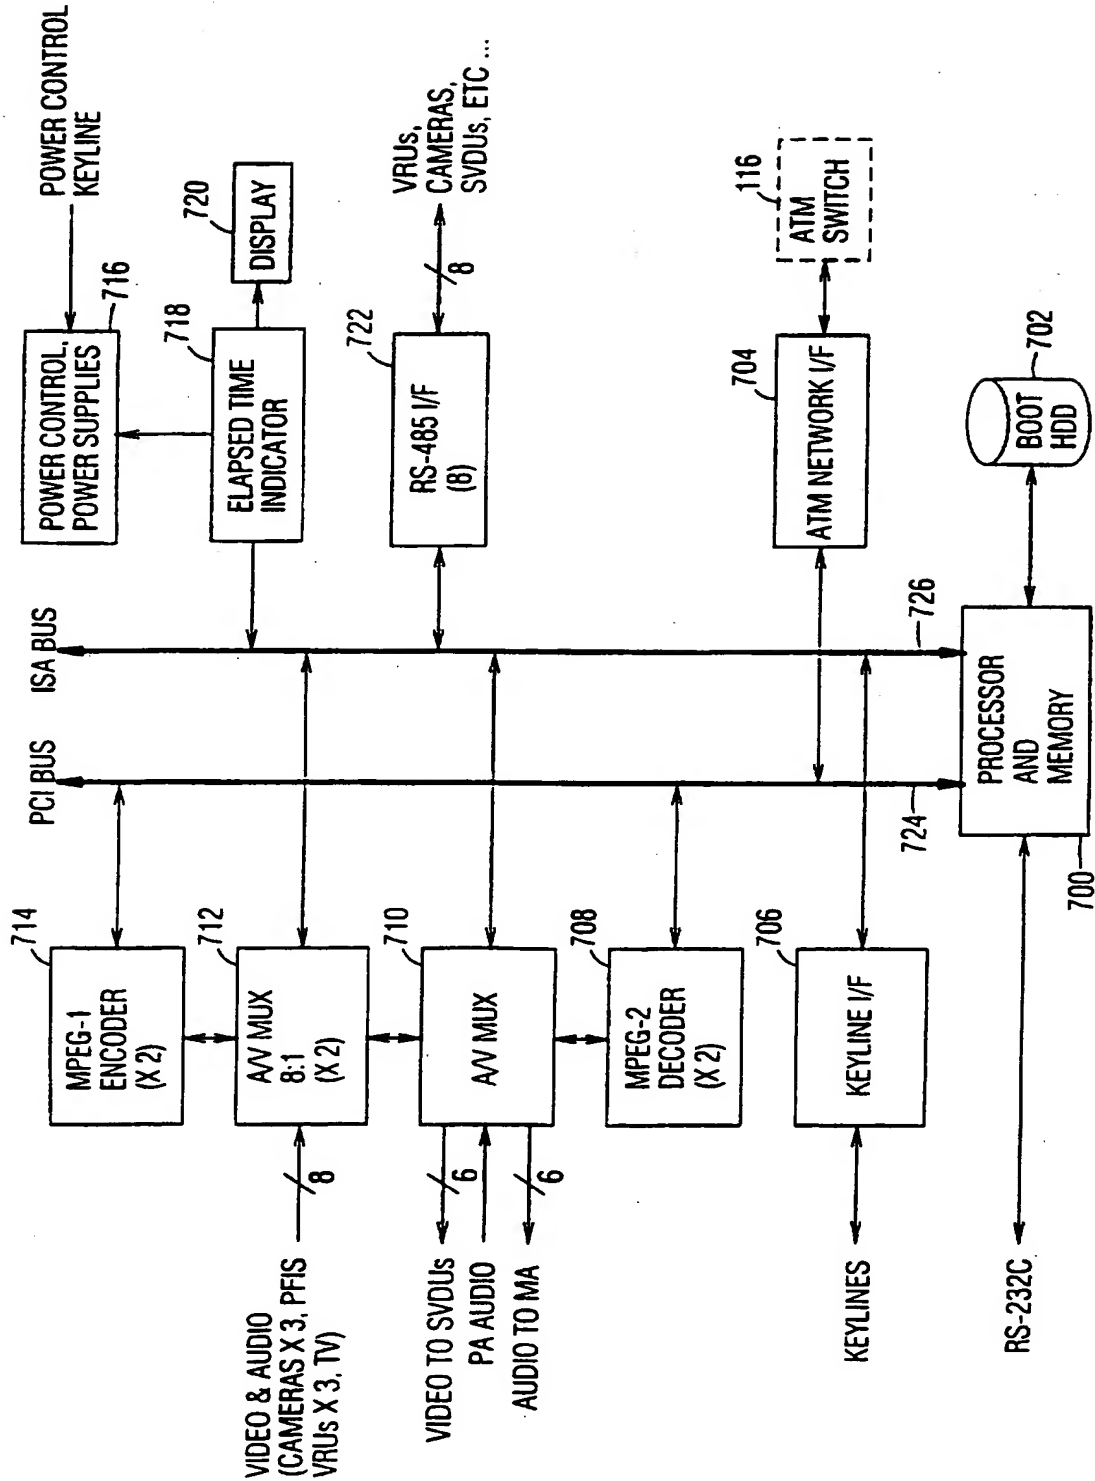 POWER CONTROL
KEYLINE
716
POWER CONTROL,
POWER SUPPLIES
720
DISPLAY
718
ELAPSED TIME
INDICATOR
VRUs,
CAMERAS,
SVDUs, ETC ...
8
722
RS-485 I/F
(8)
116
ATM
SWITCH
704
ATM NETWORK I/F
702
BOOT
HDD
ISA BUS
726
PCI BUS
724
PROCESSOR
AND
MEMORY
700
714
MPEG-1
ENCODER
(X 2)
712
A/V MUX
8:1
(X 2)
710
A/V MUX
708
MPEG-2
DECODER
(X 2)
706
KEYLINE I/F
8
6
6
VIDEO & AUDIO
(CAMERAS X 3, PFIS
VRUs X 3, TV)
VIDEO TO SVDUs
PA AUDIO
AUDIO TO MA
KEYLINES
RS-232C